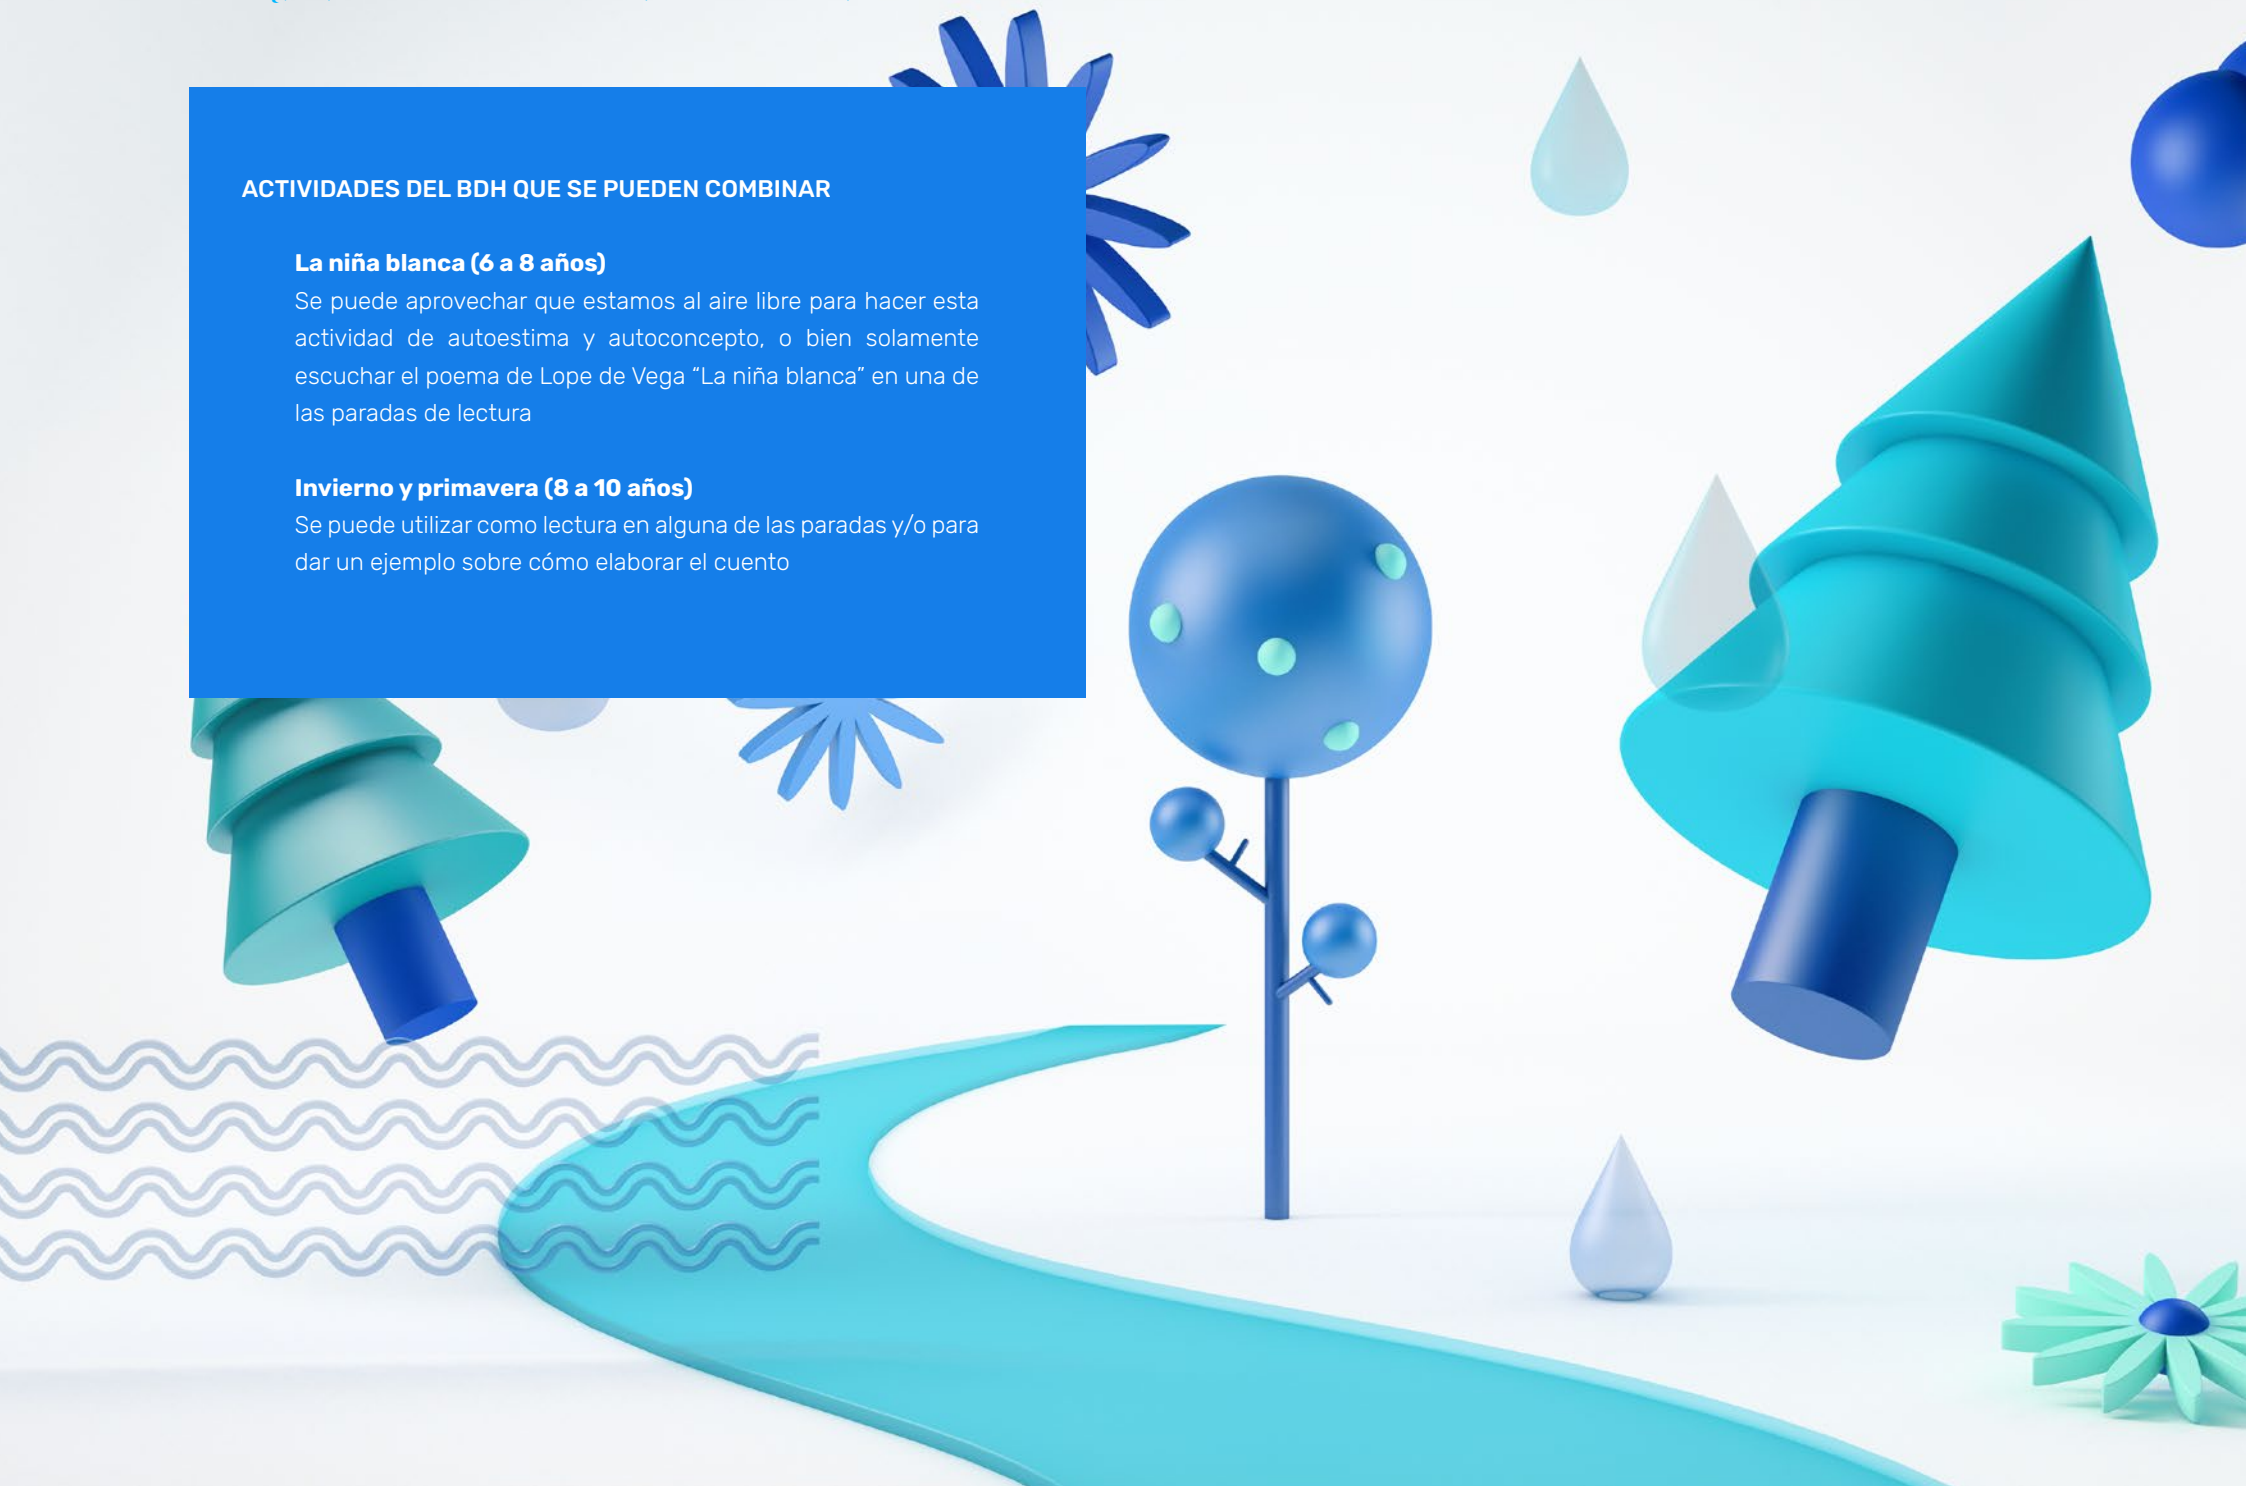 ACTIVIDADES DEL BDH QUE SE PUEDEN COMBINAR
La niña blanca (6 a 8 años)
Se puede aprovechar que estamos al aire libre para hacer esta
actividad de autoestima y autoconcepto, o bien solamente
escuchar el poema de Lope de Vega “La niña blanca” en una de
las paradas de lectura
Invierno y primavera (8 a 10 años)
Se puede utilizar como lectura en alguna de las paradas y/o para
dar un ejemplo sobre cómo elaborar el cuento